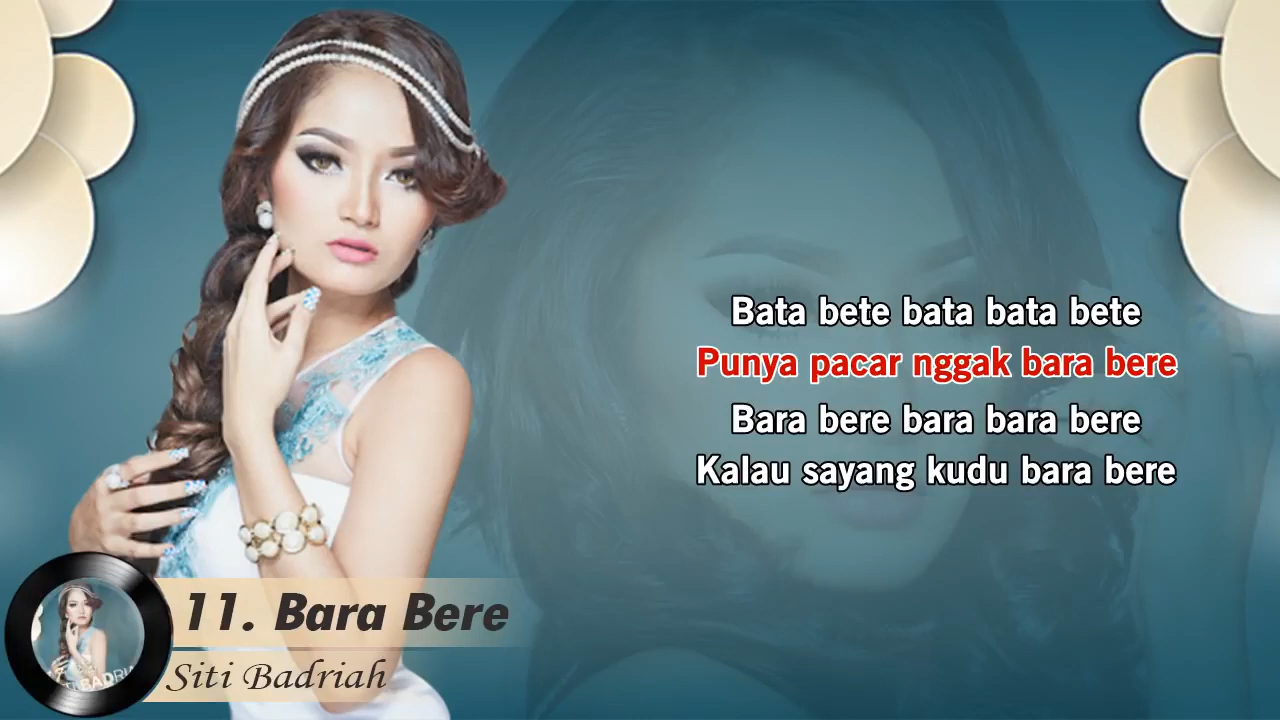 Bata bete bata bata bete
Punya pacar nggak bara bere
Bara bere bara bara bere
Kalau sayang kudu bara bere
11. Bara Bere
Siti Badriah